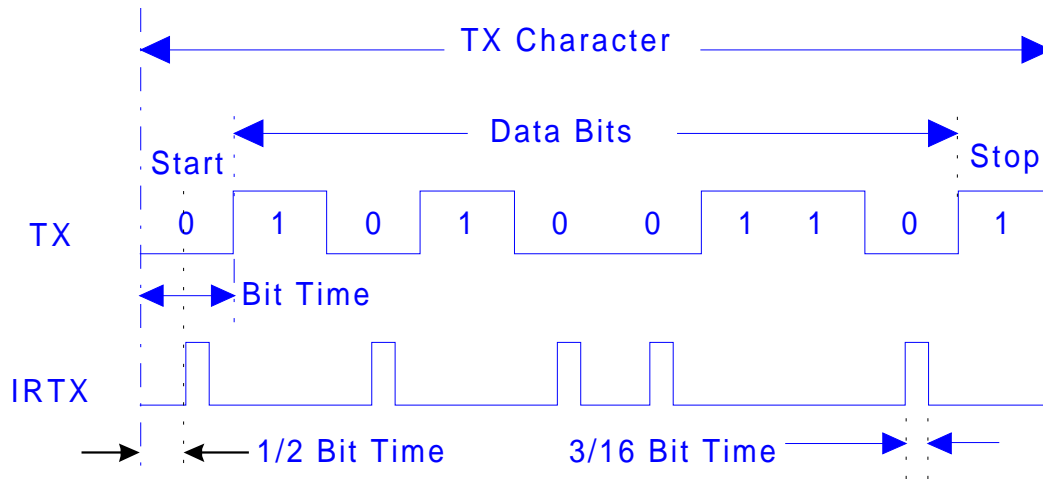 TX Character
Data Bits
Start
Stop
TX
0 1 0 1 0 0 1 1 0 1
Bit Time
IRTX
1/2 Bit Time
3/16 Bit Time